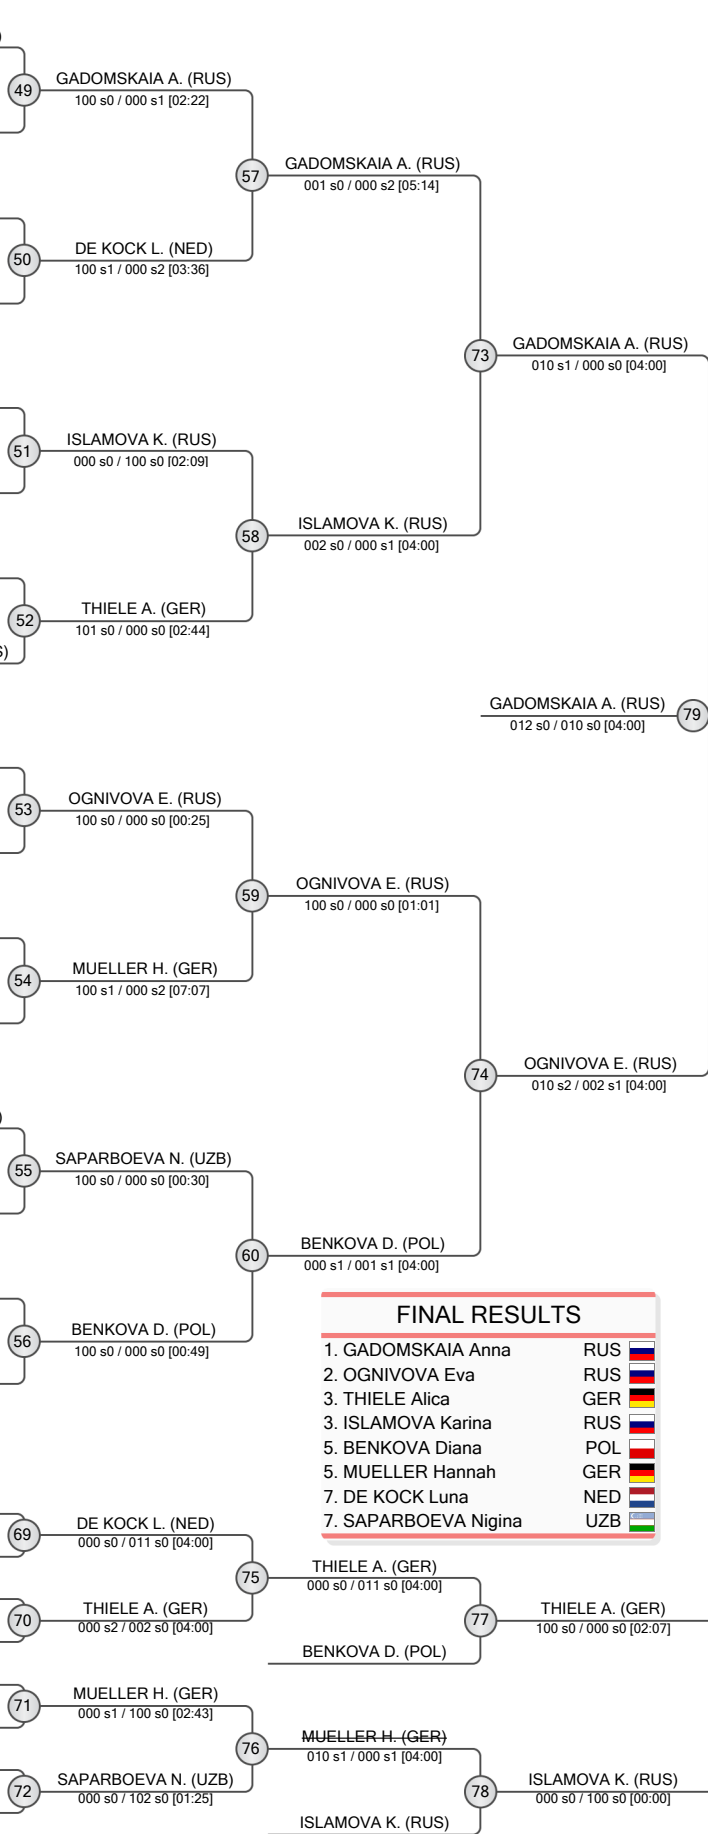 )
49
GADOMSKAIA A. (RUS)
100 s0 / 000 s1 [02:22]
57
GADOMSKAIA A. (RUS)
001 s0 / 000 s2 [05:14]
50
DE KOCK L. (NED)
100 s1 / 000 s2 [03:36]
73
GADOMSKAIA A. (RUS)
010 s1 / 000 s0 [04:00]
51
ISLAMOVA K. (RUS)
000 s0 / 100 s0 [02:09]
58
ISLAMOVA K. (RUS)
002 s0 / 000 s1 [04:00]
52
THIELE A. (GER)
101 s0 / 000 s0 [02:44]
S)
GADOMSKAIA A. (RUS)
79
012 s0 / 010 s0 [04:00]
53
OGNIVOVA E. (RUS)
100 s0 / 000 s0 [00:25]
59
OGNIVOVA E. (RUS)
100 s0 / 000 s0 [01:01]
54
MUELLER H. (GER)
100 s1 / 000 s2 [07:07]
74
OGNIVOVA E. (RUS)
010 s2 / 002 s1 [04:00]
)
55
SAPARBOEVA N. (UZB)
100 s0 / 000 s0 [00:30]
60
BENKOVA D. (POL)
000 s1 / 001 s1 [04:00]
56
BENKOVA D. (POL)
100 s0 / 000 s0 [00:49]
FINAL RESULTS
1. GADOMSKAIA Anna RUS
2. OGNIVOVA Eva RUS
3. THIELE Alica GER
3. ISLAMOVA Karina RUS
5. BENKOVA Diana POL
5. MUELLER Hannah GER
7. DE KOCK Luna NED
7. SAPARBOEVA Nigina UZB
69
DE KOCK L. (NED)
000 s0 / 011 s0 [04:00]
75
THIELE A. (GER)
000 s0 / 011 s0 [04:00]
70
THIELE A. (GER)
000 s2 / 002 s0 [04:00]
77
THIELE A. (GER)
100 s0 / 000 s0 [02:07]
BENKOVA D. (POL)
71
MUELLER H. (GER)
000 s1 / 100 s0 [02:43]
76
MUELLER H. (GER)
010 s1 / 000 s1 [04:00]
72
SAPARBOEVA N. (UZB)
000 s0 / 102 s0 [01:25]
78
ISLAMOVA K. (RUS)
000 s0 / 100 s0 [00:00]
ISLAMOVA K. (RUS)